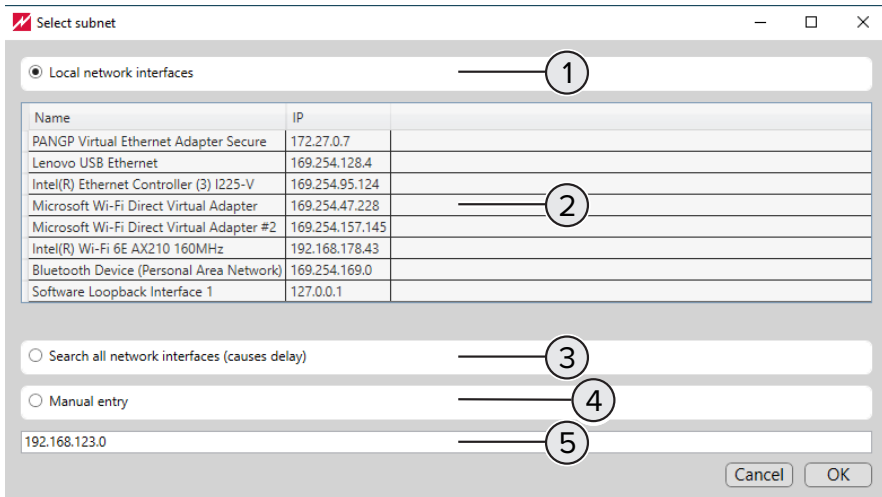 Select subnet
Local network interfaces 1
Name IP
PANGP Virtual Ethernet Adapter Secure 172.27.0.7
Lenovo USB Ethernet 169.254.128.4
Intel(R) Ethernet Controller (3) I225-V 169.254.95.124
Microsoft Wi-Fi Direct Virtual Adapter 169.254.47.228 2
Microsoft Wi-Fi Direct Virtual Adapter #2 169.254.157.145
Intel(R) Wi-Fi 6E AX210 160MHz 192.168.178.43
Bluetooth Device (Personal Area Network) 169.254.169.0
Software Loopback Interface 1 127.0.0.1
Search all network interfaces (causes delay) 3
Manual entry 4
192.168.123.0 5
Cancel OK